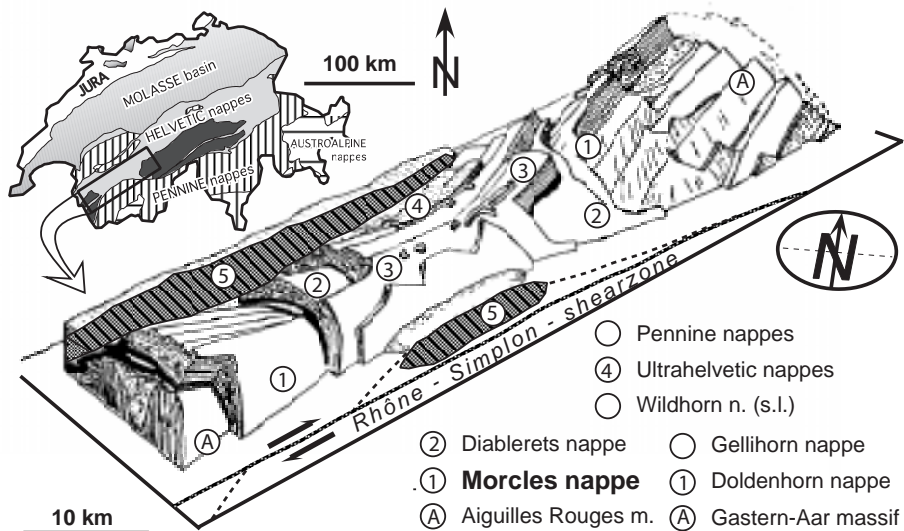 JURA
MOLASSE basin
HELVETIC nappes
AUSTROALPINE
nappes
PENNINE nappes
100 km
N
A
1
3
4
2
5
2
3
5
N
1
A
Rhône - Simplon - shearzone
Pennine nappes
4 Ultrahelvetic nappes
Wildhorn n. (s.l.)
2 Diablerets nappe
Gellihorn nappe
1 Morcles nappe
1 Doldenhorn nappe
A Aiguilles Rouges m.
A Gastern-Aar massif
10 km